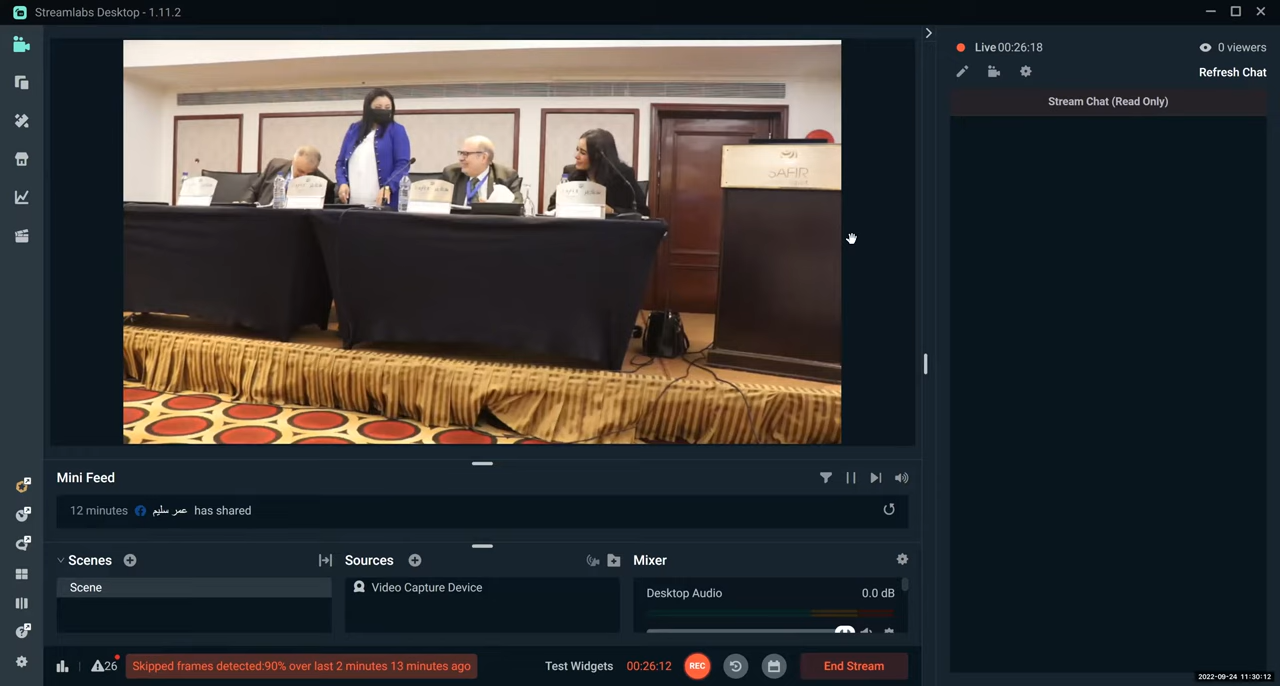 Streamlabs Desktop - 1.11.2
Live 00:26:18
0 viewers
Refresh Chat
Stream Chat (Read Only)
SAFIR
Mini Feed
12 minutes عمر سليم has shared
Scenes
Sources
Mixer
Scene
Video Capture Device
Desktop Audio
0.0 dB
26
Skipped frames detected:90% over last 2 minutes 13 minutes ago
Test Widgets
00:26:12
REC
End Stream
2022-09-24 11:30:12